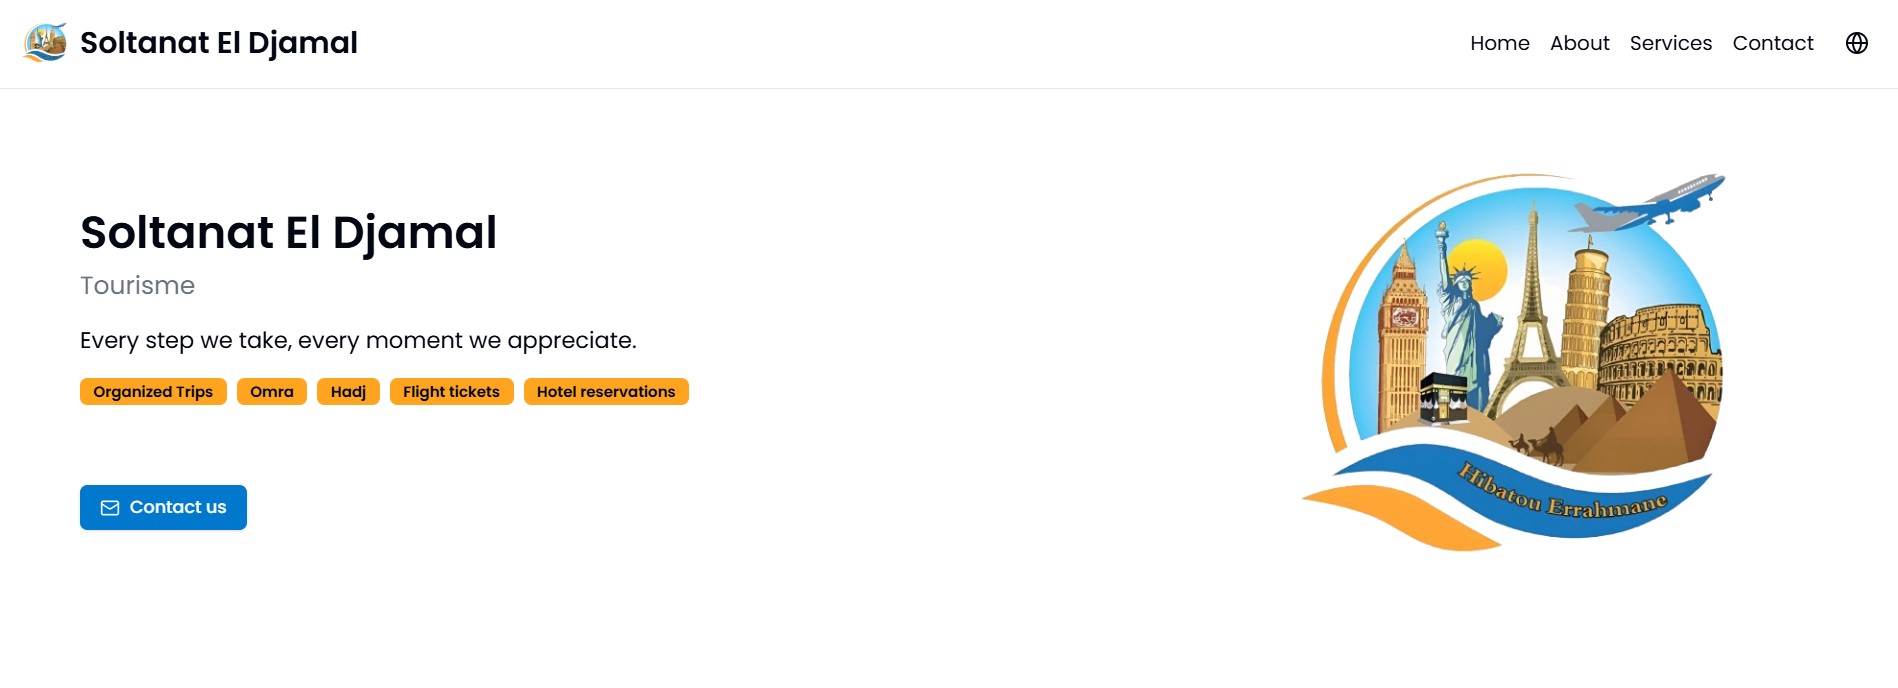 Soltanat El Djamal
Home About Services Contact
Soltanat El Djamal
Tourisme
Every step we take, every moment we appreciate.
Organized Trips Omra Hadj Flight tickets Hotel reservations
Contact us
Hibatou Errahmane